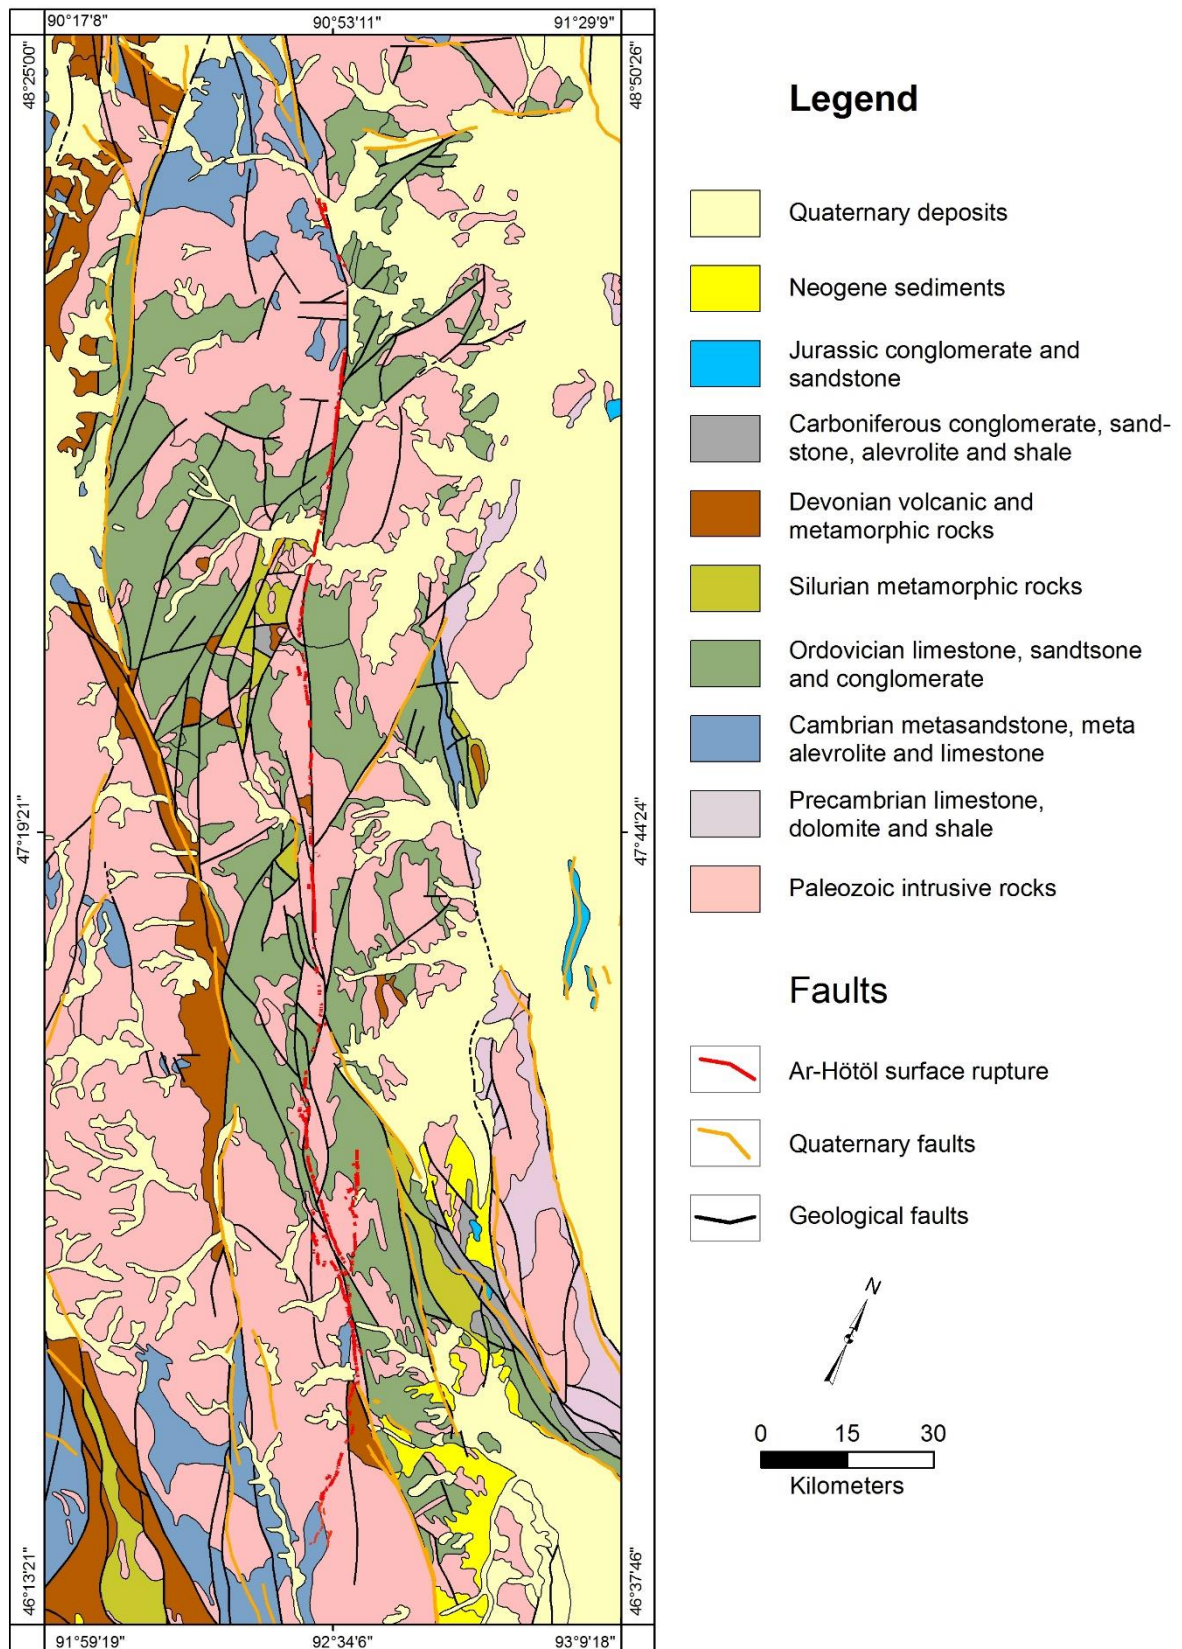 90°17'8"
90°53'11"
91°29'9"
48°25'00"
48°50'26"
47°19'21"
47°44'24"
46°13'21"
46°37'46"
91°59'19"
92°34'6"
93°9'18"
Legend
Quaternary deposits
Neogene sediments
Jurassic conglomerate and
sandstone
Carboniferous conglomerate, sand-
stone, alevrolite and shale
Devonian volcanic and
metamorphic rocks
Silurian metamorphic rocks
Ordovician limestone, sandtsone
and conglomerate
Cambrian metasandstone, meta
alevrolite and limestone
Precambrian limestone,
dolomite and shale
Paleozoic intrusive rocks
Faults
Ar-Hötöl surface rupture
Quaternary faults
Geological faults
N
0 15 30
Kilometers